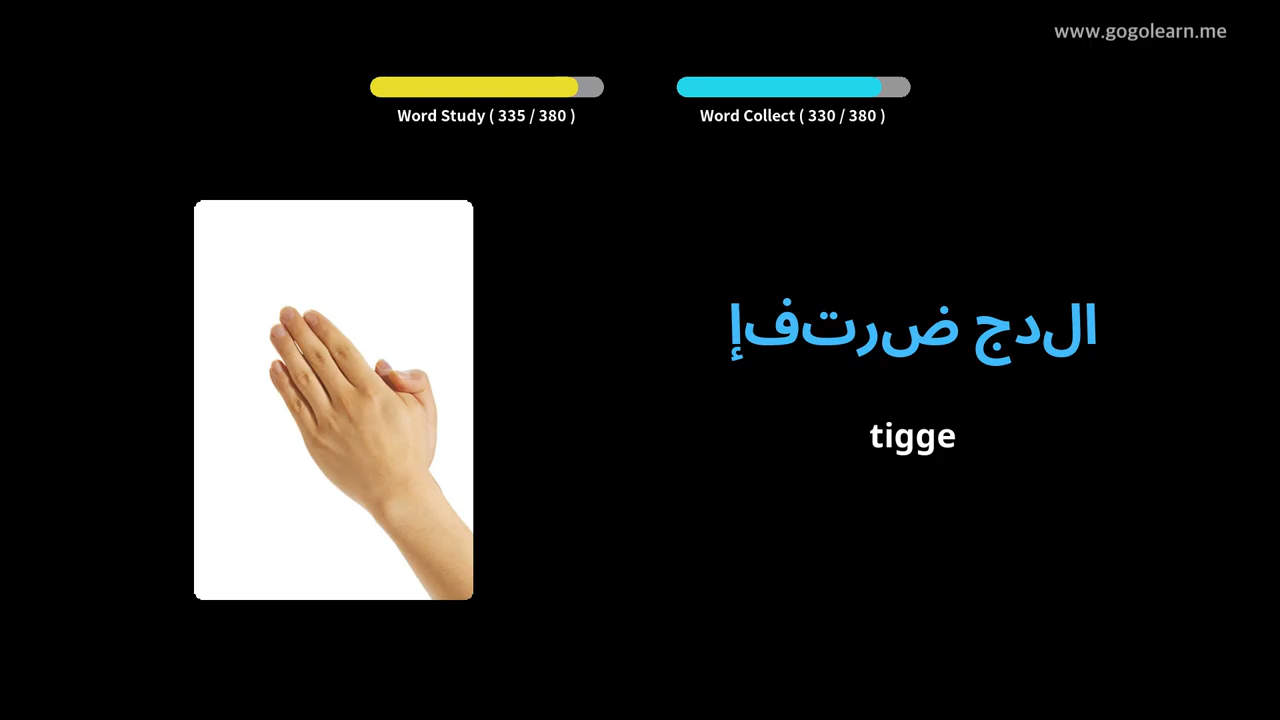 www.gogolearn.me
Word Study ( 335 / 380 )
Word Collect ( 330 / 380 )
الدج ضرتفإ
tigge